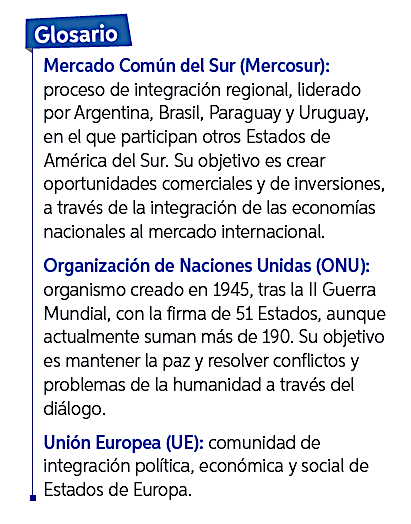 Glosario
Mercado Común del Sur (Mercosur):
proceso de integración regional, liderado
por Argentina, Brasil, Paraguay y Uruguay,
en el que participan otros Estados de
América del Sur. Su objetivo es crear
oportunidades comerciales y de inversiones,
a través de la integración de las economías
nacionales al mercado internacional.
Organización de Naciones Unidas (ONU):
organismo creado en 1945, tras la II Guerra
Mundial, con la firma de 51 Estados, aunque
actualmente suman más de 190. Su objetivo
es mantener la paz y resolver conflictos y
problemas de la humanidad a través del
diálogo.
Unión Europea (UE): comunidad de
integración política, económica y social de
Estados de Europa.